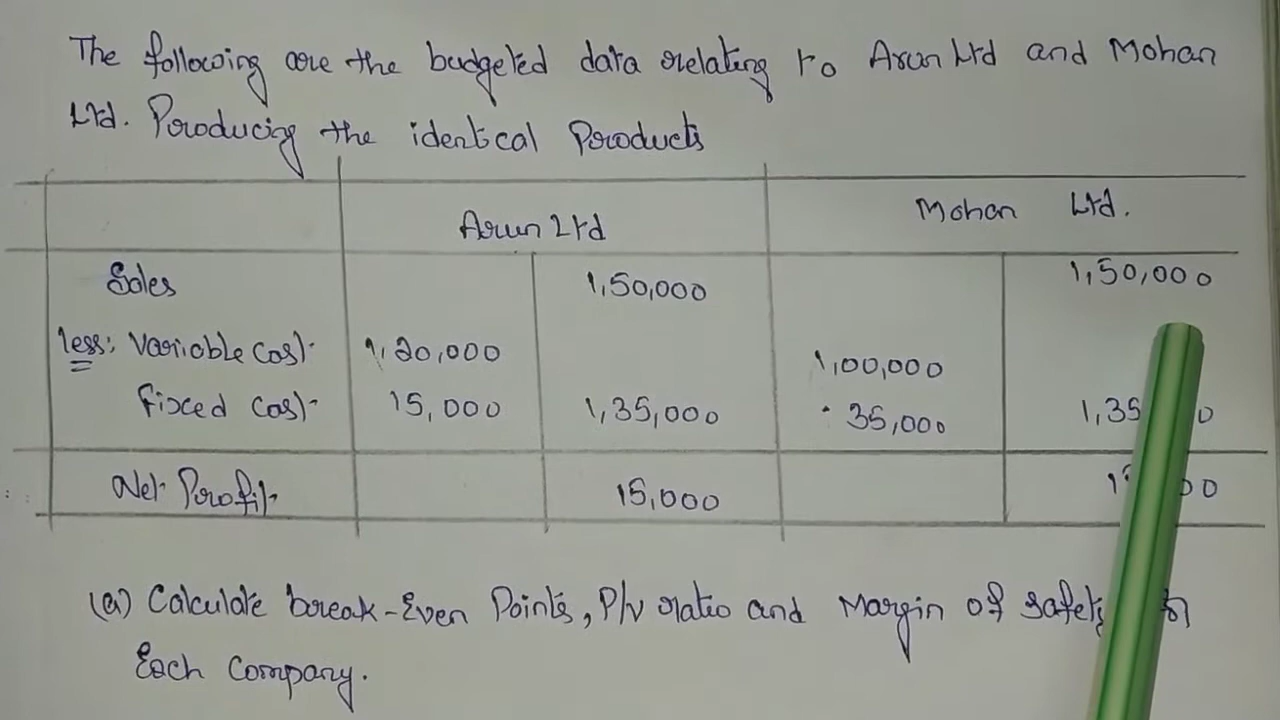 The following are the budgeted data relating to Arun Ltd and Mohan
Ltd. Producing the identical Products
Arun Ltd Mohan Ltd.
Sales 1,50,000 1,50,000
less: Variable Cost 1,20,000 1,00,000
Fixed Cost 15,000 1,35,000 35,000
Net Profit 15,000
(a) Calculate break-Even Points, P/v ratio and Margin of safety
Each Company.